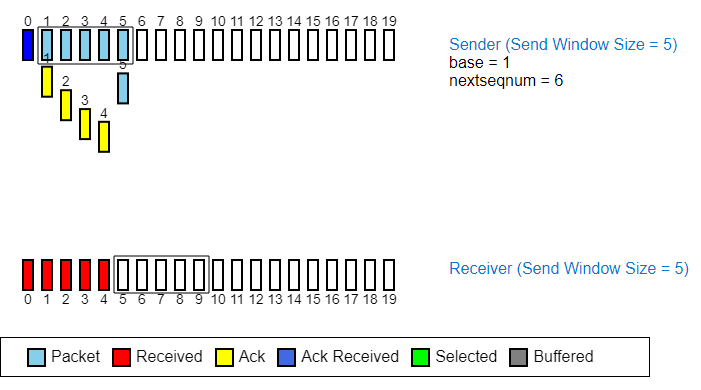 0 1 2 3 4 5 6 7 8 9 10 11 12 13 14 15 16 17 18 19
Sender (Send Window Size = 5)
base = 1
nextseqnum = 6
1
5
2
3
4
Receiver (Send Window Size = 5)
0 1 2 3 4 5 6 7 8 9 10 11 12 13 14 15 16 17 18 19
Packet Received Ack Ack Received Selected Buffered